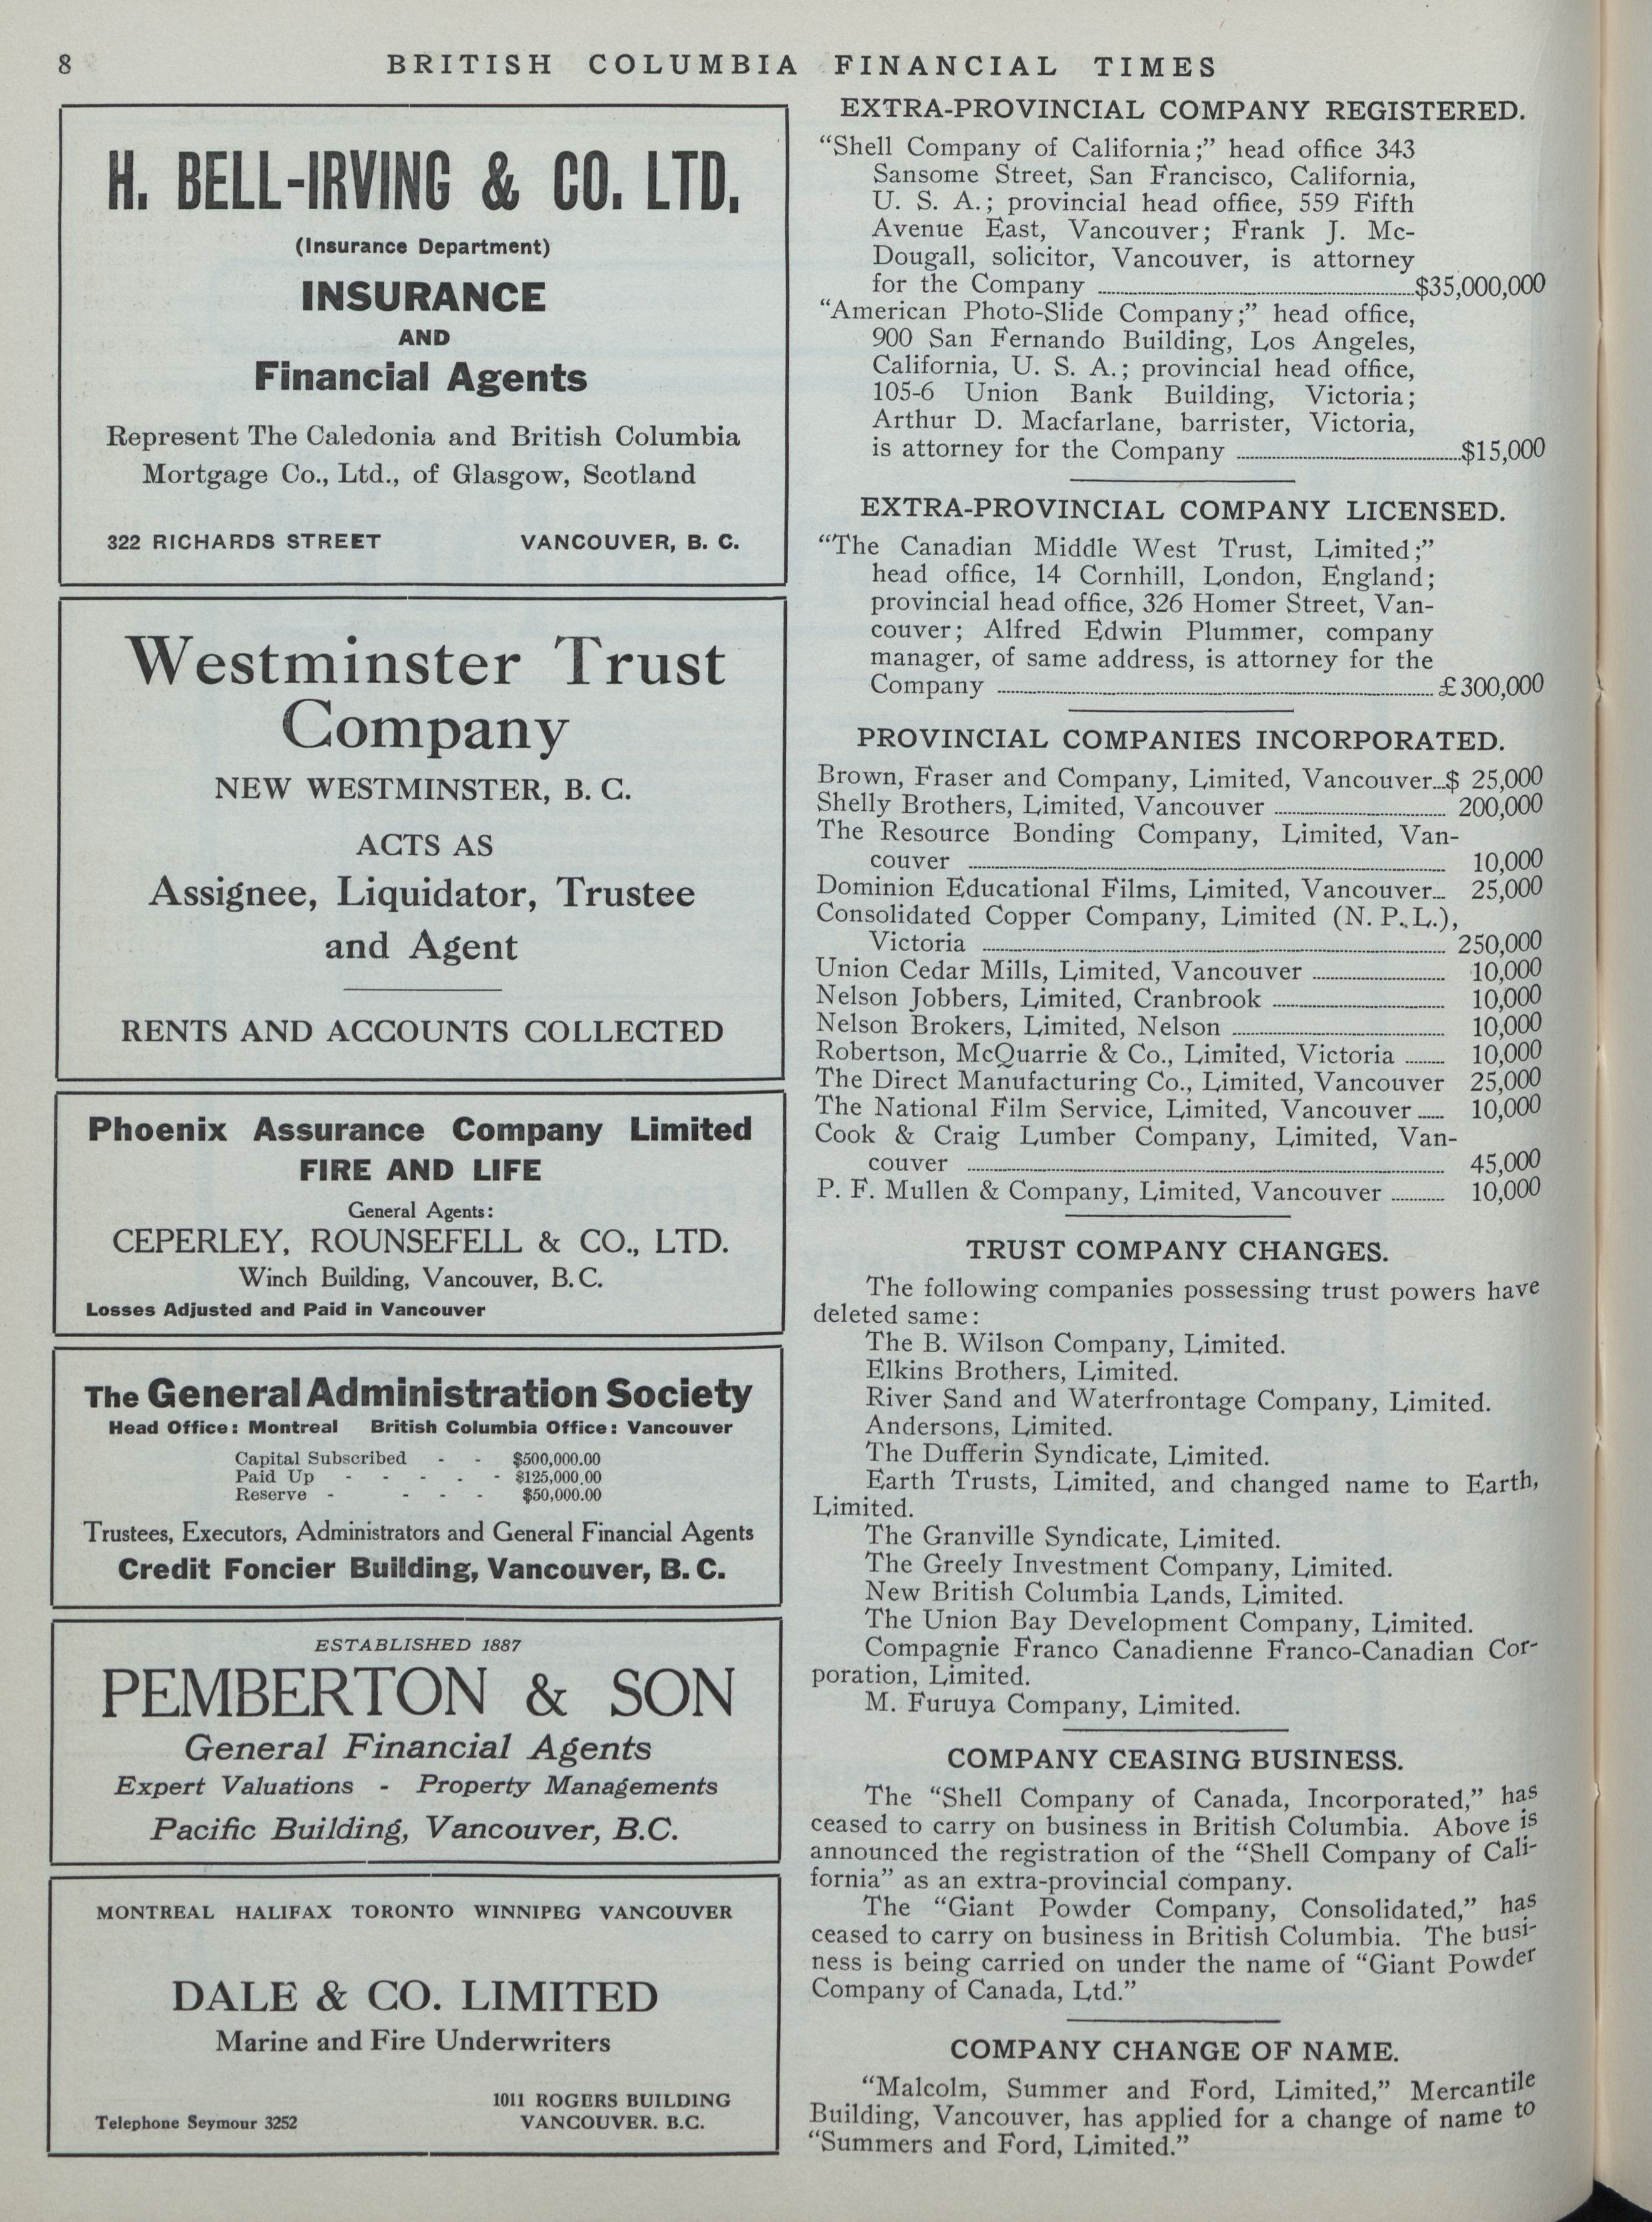 8
BRITISH COLUMBIA FINANCIAL TIMES
H. BELL-IRVING & CO. LTD.
(Insurance Department)
INSURANCE
AND
Financial Agents
Represent The Caledonia and British Columbia
Mortgage Co., Ltd., of Glasgow, Scotland
322 RICHARDS STREET VANCOUVER, B. C.
Westminster Trust
Company
NEW WESTMINSTER, B. C.
ACTS AS
Assignee, Liquidator, Trustee
and Agent
RENTS AND ACCOUNTS COLLECTED
Phoenix Assurance Company Limited
FIRE AND LIFE
General Agents:
CEPERLEY, ROUNSEFELL & CO., LTD.
Winch Building, Vancouver, B.C.
Losses Adjusted and Paid in Vancouver
The General Administration Society
Head Office: Montreal British Columbia Office: Vancouver
Capital Subscribed - - $500,000.00
Paid Up - - - - - $125,000.00
Reserve - - - - $50,000.00
Trustees, Executors, Administrators and General Financial Agents
Credit Foncier Building, Vancouver, B. C.
ESTABLISHED 1887
PEMBERTON & SON
General Financial Agents
Expert Valuations - Property Managements
Pacific Building, Vancouver, B.C.
MONTREAL HALIFAX TORONTO WINNIPEG VANCOUVER
DALE & CO. LIMITED
Marine and Fire Underwriters
1011 ROGERS BUILDING
Telephone Seymour 3252 VANCOUVER. B.C.
EXTRA-PROVINCIAL COMPANY REGISTERED.
"Shell Company of California;" head office 343
Sansome Street, San Francisco, California,
U. S. A.; provincial head office, 559 Fifth
Avenue East, Vancouver; Frank J. Mc-
Dougall, solicitor, Vancouver, is attorney
for the Company ........ $35,000,000
"American Photo-Slide Company;" head office,
900 San Fernando Building, Los Angeles,
California, U. S. A.; provincial head office,
105-6 Union Bank Building, Victoria;
Arthur D. Macfarlane, barrister, Victoria,
is attorney for the Company ........ $15,000
EXTRA-PROVINCIAL COMPANY LICENSED.
"The Canadian Middle West Trust, Limited;"
head office, 14 Cornhill, London, England;
provincial head office, 326 Homer Street, Van-
couver; Alfred Edwin Plummer, company
manager, of same address, is attorney for the
Company ........ £300,000
PROVINCIAL COMPANIES INCORPORATED.
Brown, Fraser and Company, Limited, Vancouver...$ 25,000
Shelly Brothers, Limited, Vancouver ........ 200,000
The Resource Bonding Company, Limited, Van-
couver ........ 10,000
Dominion Educational Films, Limited, Vancouver... 25,000
Consolidated Copper Company, Limited (N. P. L.),
Victoria ........ 250,000
Union Cedar Mills, Limited, Vancouver ........ 10,000
Nelson Jobbers, Limited, Cranbrook ........ 10,000
Nelson Brokers, Limited, Nelson ........ 10,000
Robertson, McQuarrie & Co., Limited, Victoria ........ 10,000
The Direct Manufacturing Co., Limited, Vancouver 25,000
The National Film Service, Limited, Vancouver ..... 10,000
Cook & Craig Lumber Company, Limited, Van-
couver ........ 45,000
P. F. Mullen & Company, Limited, Vancouver ........ 10,000
TRUST COMPANY CHANGES.
The following companies possessing trust powers have
deleted same:
The B. Wilson Company, Limited.
Elkins Brothers, Limited.
River Sand and Waterfrontage Company, Limited.
Andersons, Limited.
The Dufferin Syndicate, Limited.
Earth Trusts, Limited, and changed name to Earth,
Limited.
The Granville Syndicate, Limited.
The Greely Investment Company, Limited.
New British Columbia Lands, Limited.
The Union Bay Development Company, Limited.
Compagnie Franco Canadienne Franco-Canadian Cor-
poration, Limited.
M. Furuya Company, Limited.
COMPANY CEASING BUSINESS.
The "Shell Company of Canada, Incorporated," has
ceased to carry on business in British Columbia. Above is
announced the registration of the "Shell Company of Cali-
fornia" as an extra-provincial company.
The "Giant Powder Company, Consolidated," has
ceased to carry on business in British Columbia. The busi-
ness is being carried on under the name of "Giant Powder
Company of Canada, Ltd."
COMPANY CHANGE OF NAME.
"Malcolm, Summer and Ford, Limited," Mercantile
Building, Vancouver, has applied for a change of name to
"Summers and Ford, Limited."